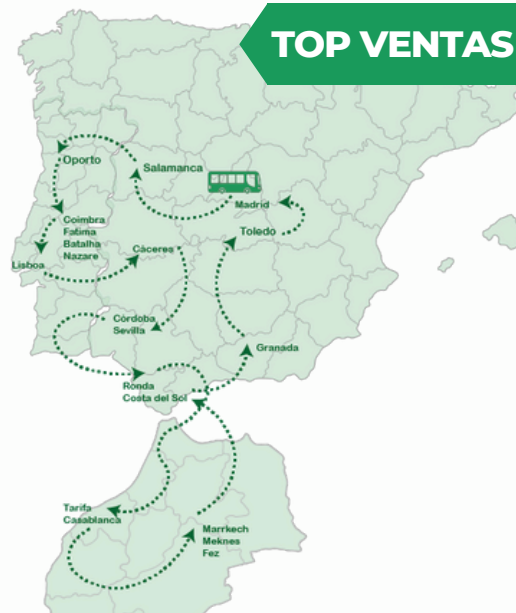 TOP VENTAS
Oporto
Salamanca
Madrid
Coimbra
Fatima
Batalha
Nazare
Toledo
Lisboa
Cáceres
Córdoba
Sevilla
Granada
Ronda
Costa del Sol
Tarifa
Casablanca
Marrkech
Meknes
Fez